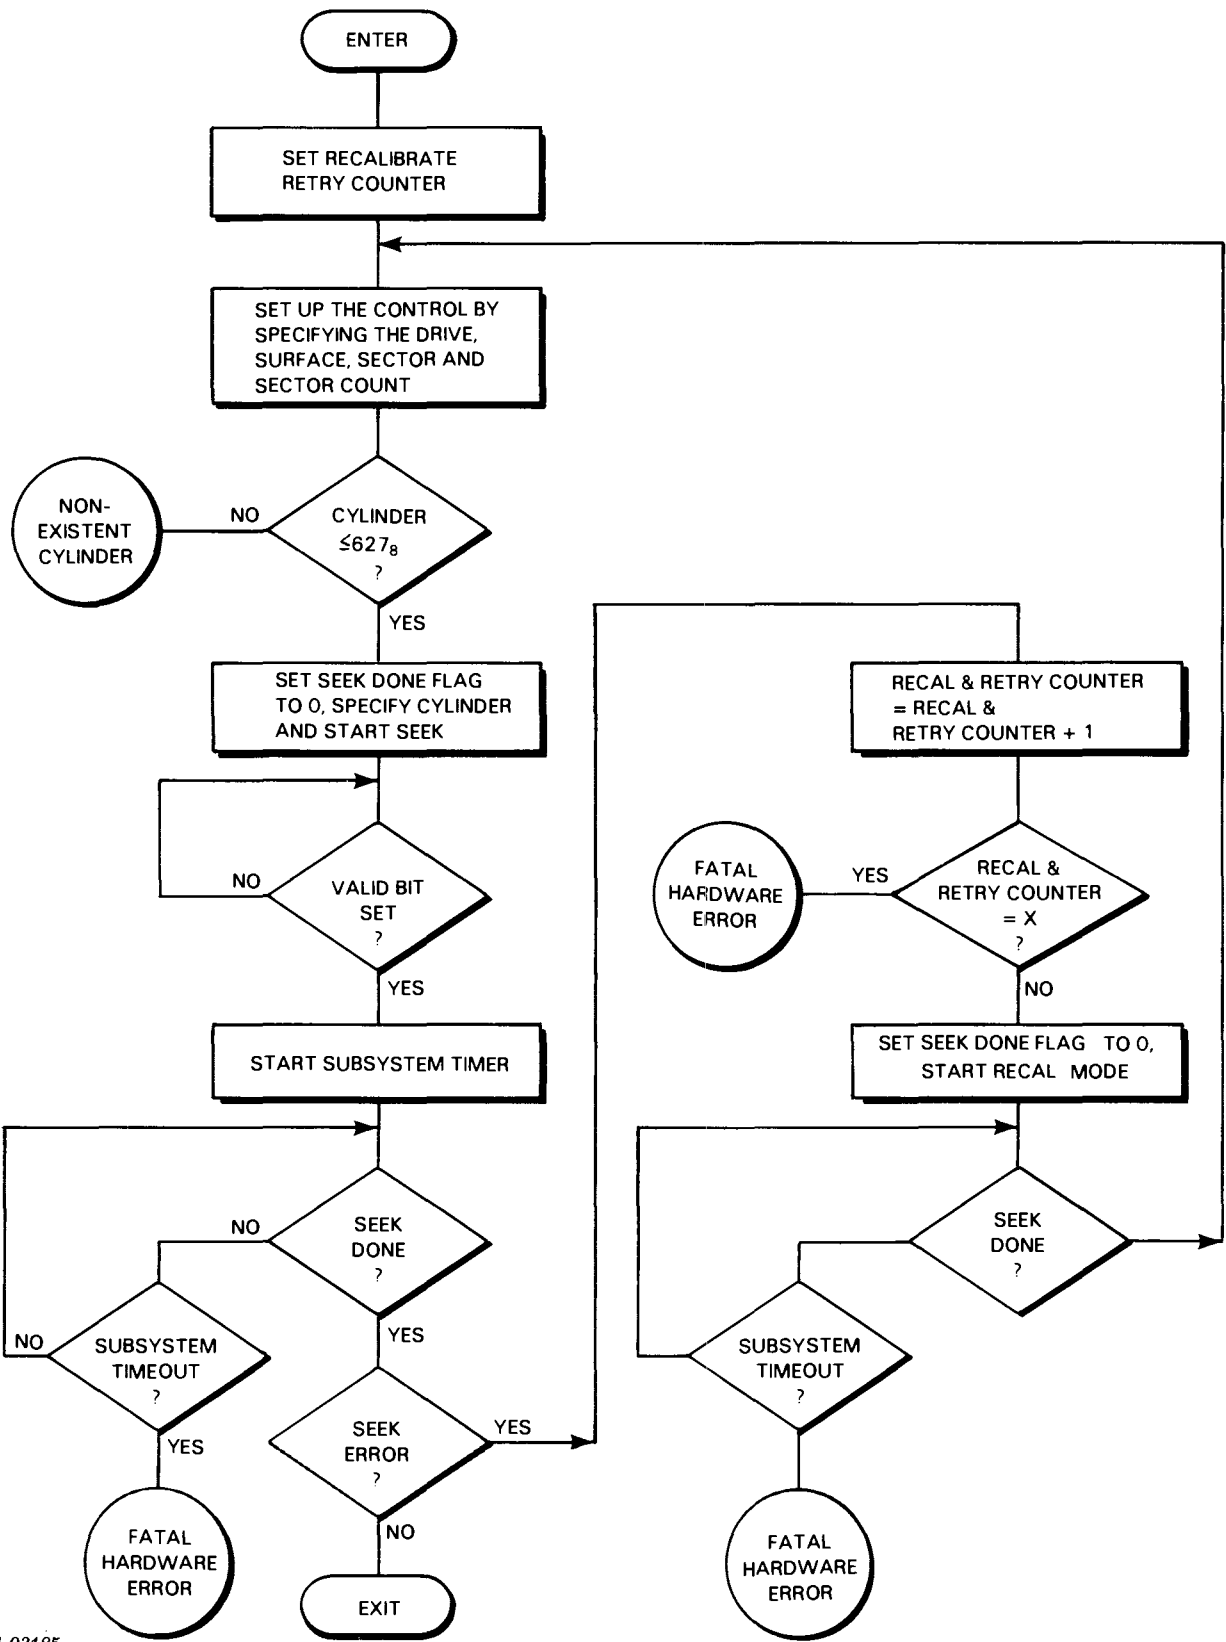 ENTER
SET RECALIBRATE
RETRY COUNTER
SET UP THE CONTROL BY
SPECIFYING THE DRIVE,
SURFACE, SECTOR AND
SECTOR COUNT
NON-
EXISTENT
CYLINDER
NO
CYLINDER
≤627₈
?
YES
SET SEEK DONE FLAG
TO 0, SPECIFY CYLINDER
AND START SEEK
NO
VALID BIT
SET
?
YES
START SUBSYSTEM TIMER
NO
SEEK
DONE
?
YES
NO
SUBSYSTEM
TIMEOUT
?
YES
FATAL
HARDWARE
ERROR
SEEK
ERROR
?
YES
NO
EXIT
RECAL & RETRY COUNTER
= RECAL &
RETRY COUNTER + 1
FATAL
HARDWARE
ERROR
YES
RECAL &
RETRY COUNTER
= X
?
NO
SET SEEK DONE FLAG TO 0,
START RECAL MODE
SEEK
DONE
?
SUBSYSTEM
TIMEOUT
?
FATAL
HARDWARE
ERROR